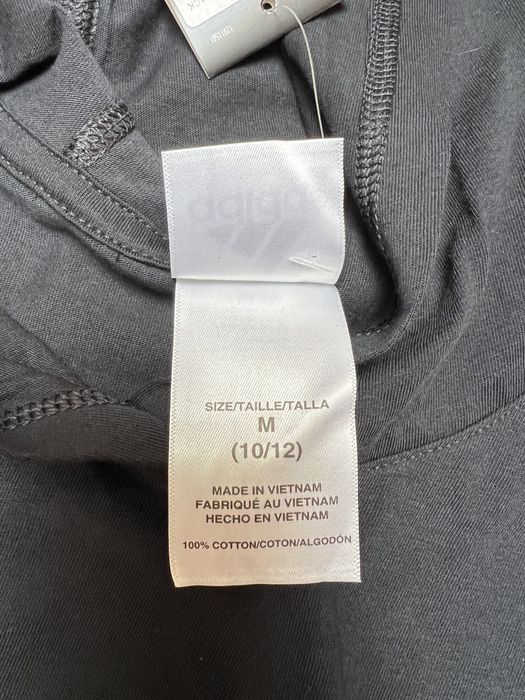 SIZE/TAILLE/TALLA
M
(10/12)
MADE IN VIETNAM
FABRIQUÉ AU VIETNAM
HECHO EN VIETNAM
100% COTTON/COTON/ALGODÓN